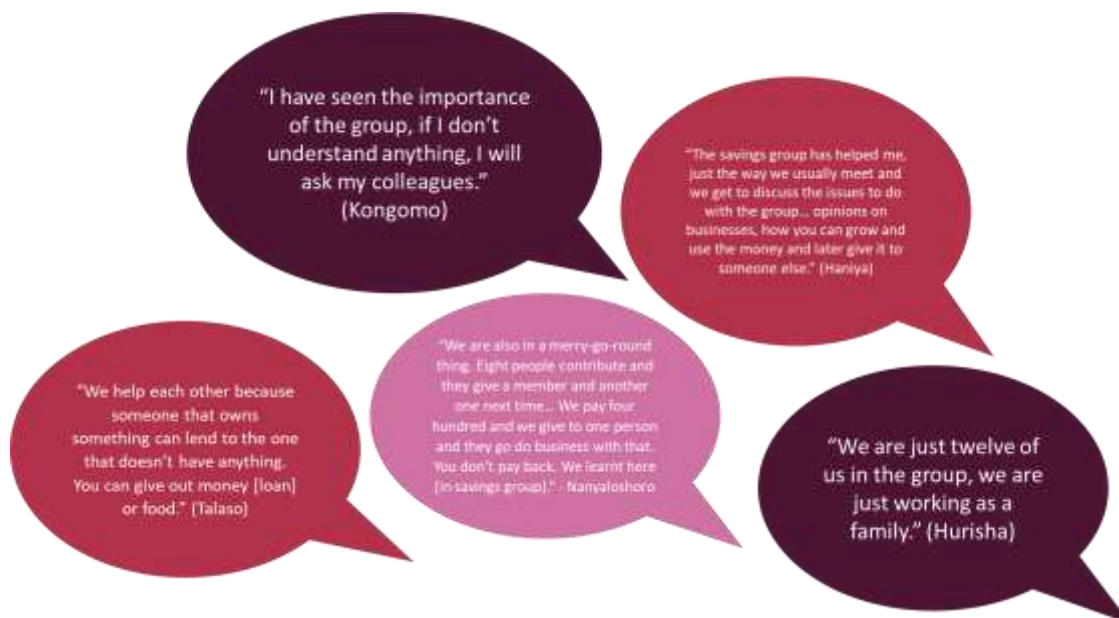 “I have seen the importance
of the group, if I don’t
understand anything, I will
ask my colleagues.”
(Kongomo)
“The savings group has helped me,
just the way we usually meet and
we get to discuss the issues to do
with the group... opinions on
businesses, how you can grow and
use the money and later give it to
someone else.” (Haniya)
“We help each other because
someone that owns
something can lend to the one
that doesn’t have anything.
You can give out money [loan]
or food.” (Talaso)
“We are also in a merry-go-round
thing. Eight people contribute and
they give a member and another
one next time... We pay four
hundred and we give to one person
and they go do business with that.
You don’t pay back. We learnt here
[in savings group].” - Nanyaloshoro
“We are just twelve of
us in the group, we are
just working as a
family.” (Hurisha)